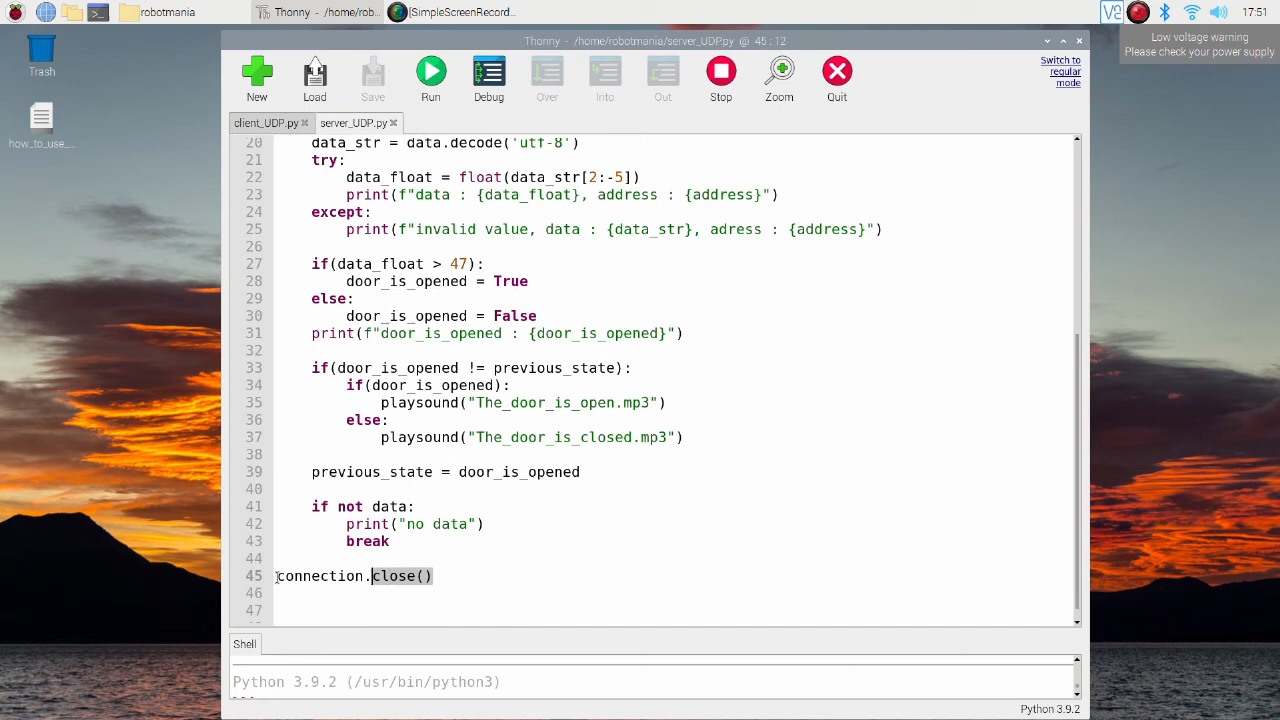 robotmania
Thonny - /home/rob...
[SimpleScreenRecord...
17:51
Low voltage warning
Please check your power supply
Trash
how_to_use_...
Thonny - /home/robotmania/server_UDP.py @ 45 : 12
New
Load
Save
Run
Debug
Over
Into
Out
Stop
Zoom
Quit
Switch to
regular
mode
client_UDP.py
server_UDP.py
20 data_str = data.decode('utf-8')
21 try:
22 data_float = float(data_str[2:-5])
23 print(f"data : {data_float}, address : {address}")
24 except:
25 print(f"invalid value, data : {data_str}, adress : {address}")
26
27 if(data_float > 47):
28 door_is_opened = True
29 else:
30 door_is_opened = False
31 print(f"door_is_opened : {door_is_opened}")
32
33 if(door_is_opened != previous_state):
34 if(door_is_opened):
35 playsound("The_door_is_open.mp3")
36 else:
37 playsound("The_door_is_closed.mp3")
38
39 previous_state = door_is_opened
40
41 if not data:
42 print("no data")
43 break
44
45 connection.close()
46
47
Shell
Python 3.9.2 (/usr/bin/python3)
>>>
Python 3.9.2